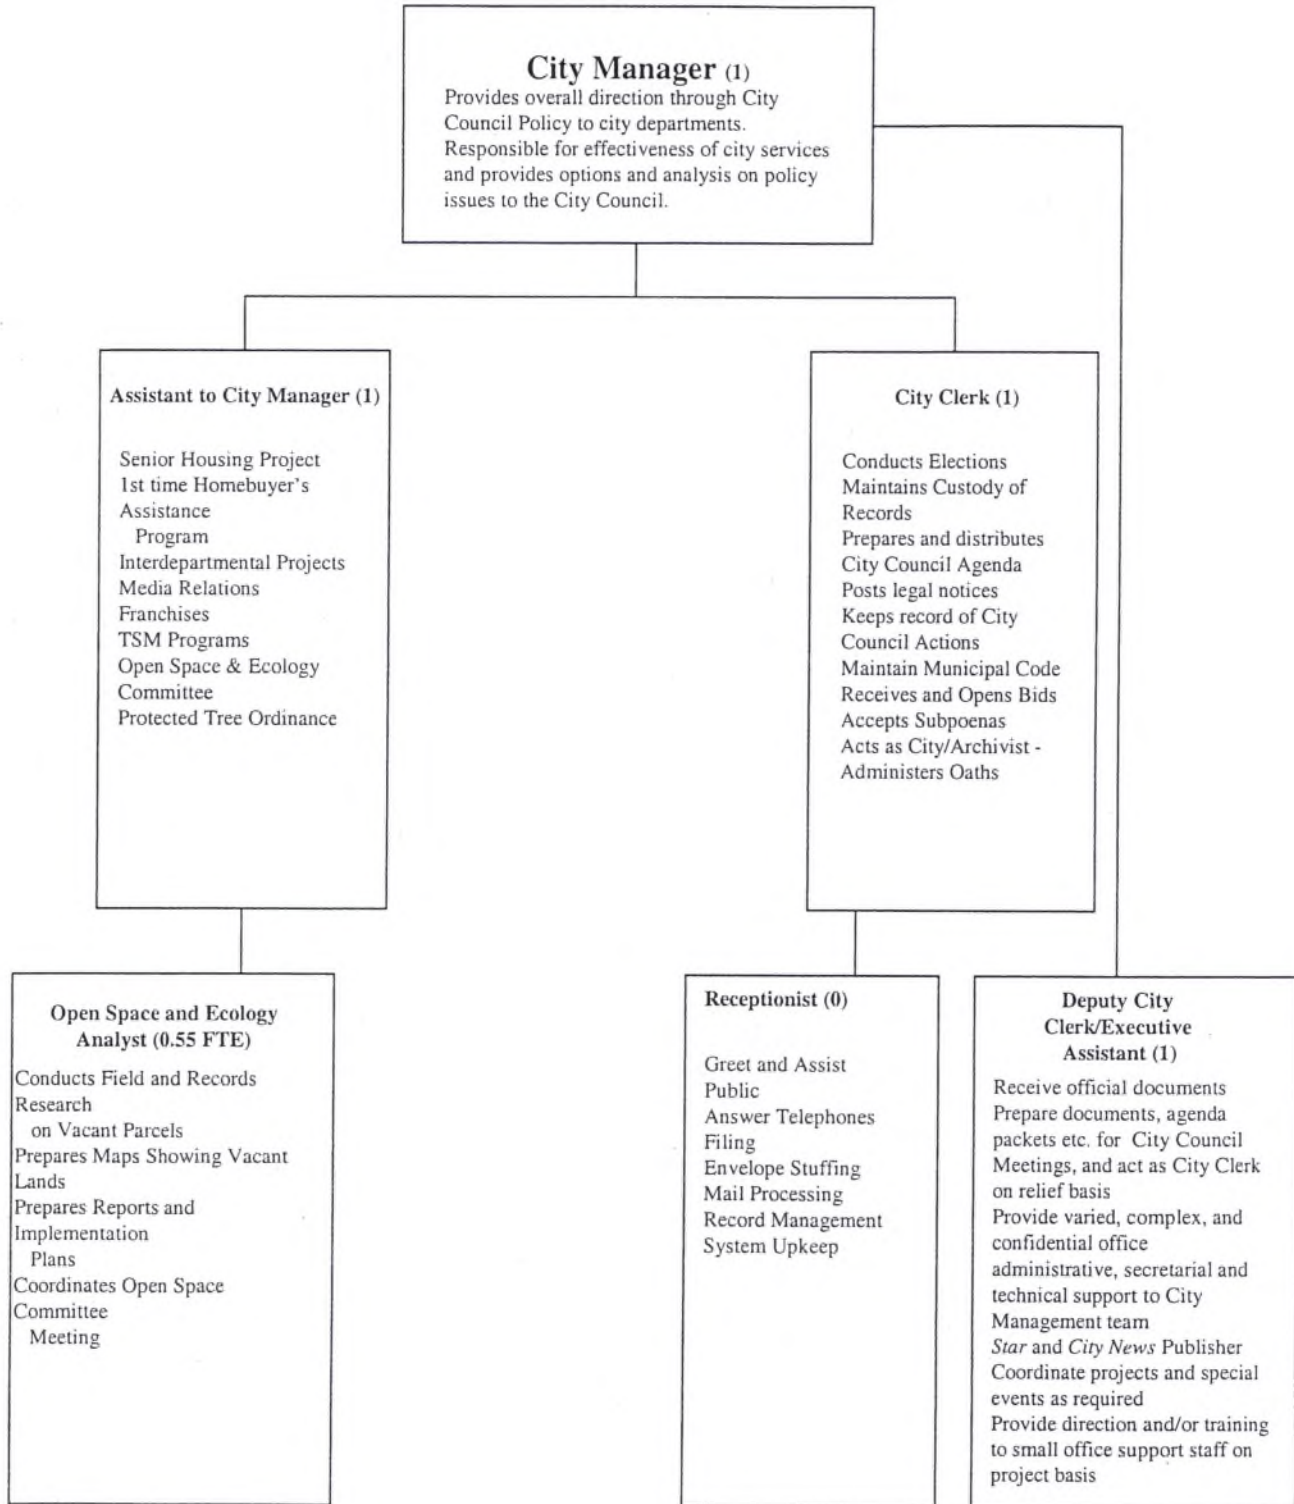 City Manager (1)
Provides overall direction through City
Council Policy to city departments.
Responsible for effectiveness of city services
and provides options and analysis on policy
issues to the City Council.
Assistant to City Manager (1)
Senior Housing Project
1st time Homebuyer's
Assistance
Program
Interdepartmental Projects
Media Relations
Franchises
TSM Programs
Open Space & Ecology
Committee
Protected Tree Ordinance
City Clerk (1)
Conducts Elections
Maintains Custody of
Records
Prepares and distributes
City Council Agenda
Posts legal notices
Keeps record of City
Council Actions
Maintain Municipal Code
Receives and Opens Bids
Accepts Subpoenas
Acts as City/Archivist -
Administers Oaths
Open Space and Ecology
Analyst (0.55 FTE)
Conducts Field and Records
Research
on Vacant Parcels
Prepares Maps Showing Vacant
Lands
Prepares Reports and
Implementation
Plans
Coordinates Open Space
Committee
Meeting
Receptionist (0)
Greet and Assist
Public
Answer Telephones
Filing
Envelope Stuffing
Mail Processing
Record Management
System Upkeep
Deputy City
Clerk/Executive
Assistant (1)
Receive official documents
Prepare documents, agenda
packets etc. for City Council
Meetings, and act as City Clerk
on relief basis
Provide varied, complex, and
confidential office
administrative, secretarial and
technical support to City
Management team
Star and City News Publisher
Coordinate projects and special
events as required
Provide direction and/or training
to small office support staff on
project basis